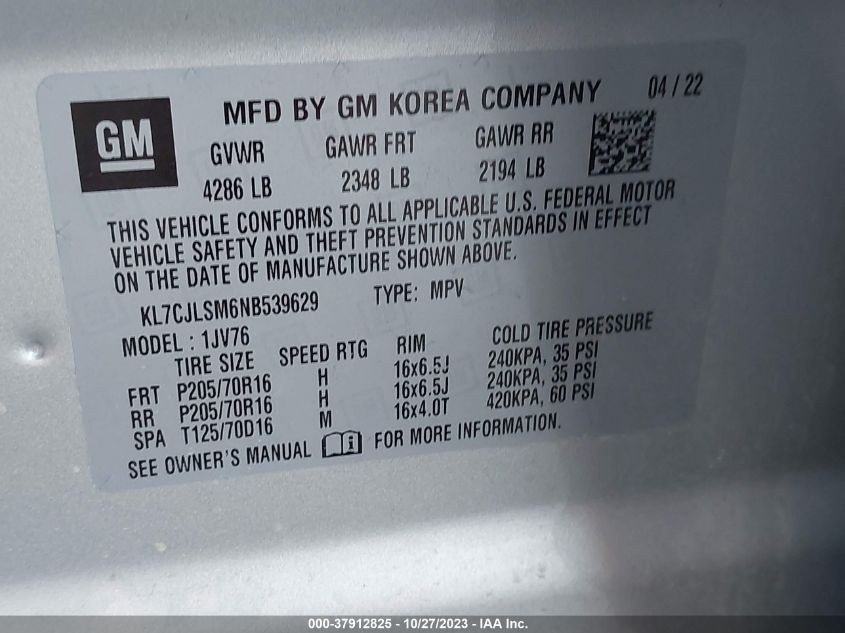 MFD BY GM KOREA COMPANY 04 / 22
GM
GVWR GAWR FRT GAWR RR
4286 LB 2348 LB 2194 LB
THIS VEHICLE CONFORMS TO ALL APPLICABLE U.S. FEDERAL MOTOR
VEHICLE SAFETY AND THEFT PREVENTION STANDARDS IN EFFECT
ON THE DATE OF MANUFACTURE SHOWN ABOVE.
KL7CJLSM6NB539629 TYPE: MPV
MODEL : 1JV76
TIRE SIZE SPEED RTG RIM COLD TIRE PRESSURE
FRT P205/70R16 H 16x6.5J 240KPA, 35 PSI
RR P205/70R16 H 16x6.5J 240KPA, 35 PSI
SPA T125/70D16 M 16x4.0T 420KPA, 60 PSI
SEE OWNER'S MANUAL i FOR MORE INFORMATION.
000-37912825 - 10/27/2023 - IAA Inc.